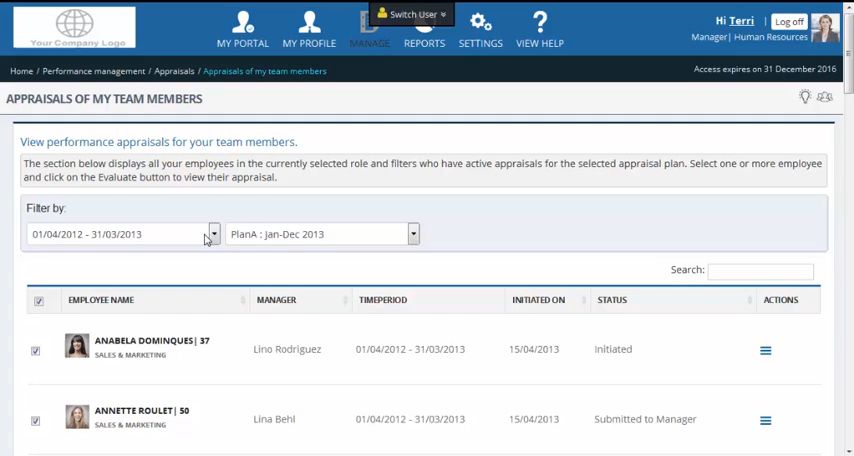 Switch User
Your Company Logo
MY PORTAL
MY PROFILE
MANAGE
REPORTS
SETTINGS
VIEW HELP
Hi Terri | Log off
Manager| Human Resources
Home / Performance management / Appraisals / Appraisals of my team members
Access expires on 31 December 2016
APPRAISALS OF MY TEAM MEMBERS
View performance appraisals for your team members.
The section below displays all your employees in the currently selected role and filters who have active appraisals for the selected appraisal plan. Select one or more employee
and click on the Evaluate button to view their appraisal.
Filter by:
01/04/2012 - 31/03/2013
PlanA : Jan-Dec 2013
Search:
EMPLOYEE NAME MANAGER TIMEPERIOD INITIATED ON STATUS ACTIONS
ANABELA DOMINQUES| 37
SALES & MARKETING
Lino Rodriguez 01/04/2012 - 31/03/2013 15/04/2013 Initiated
ANNETTE ROULET| 50
SALES & MARKETING
Lina Behl 01/04/2012 - 31/03/2013 15/04/2013 Submitted to Manager